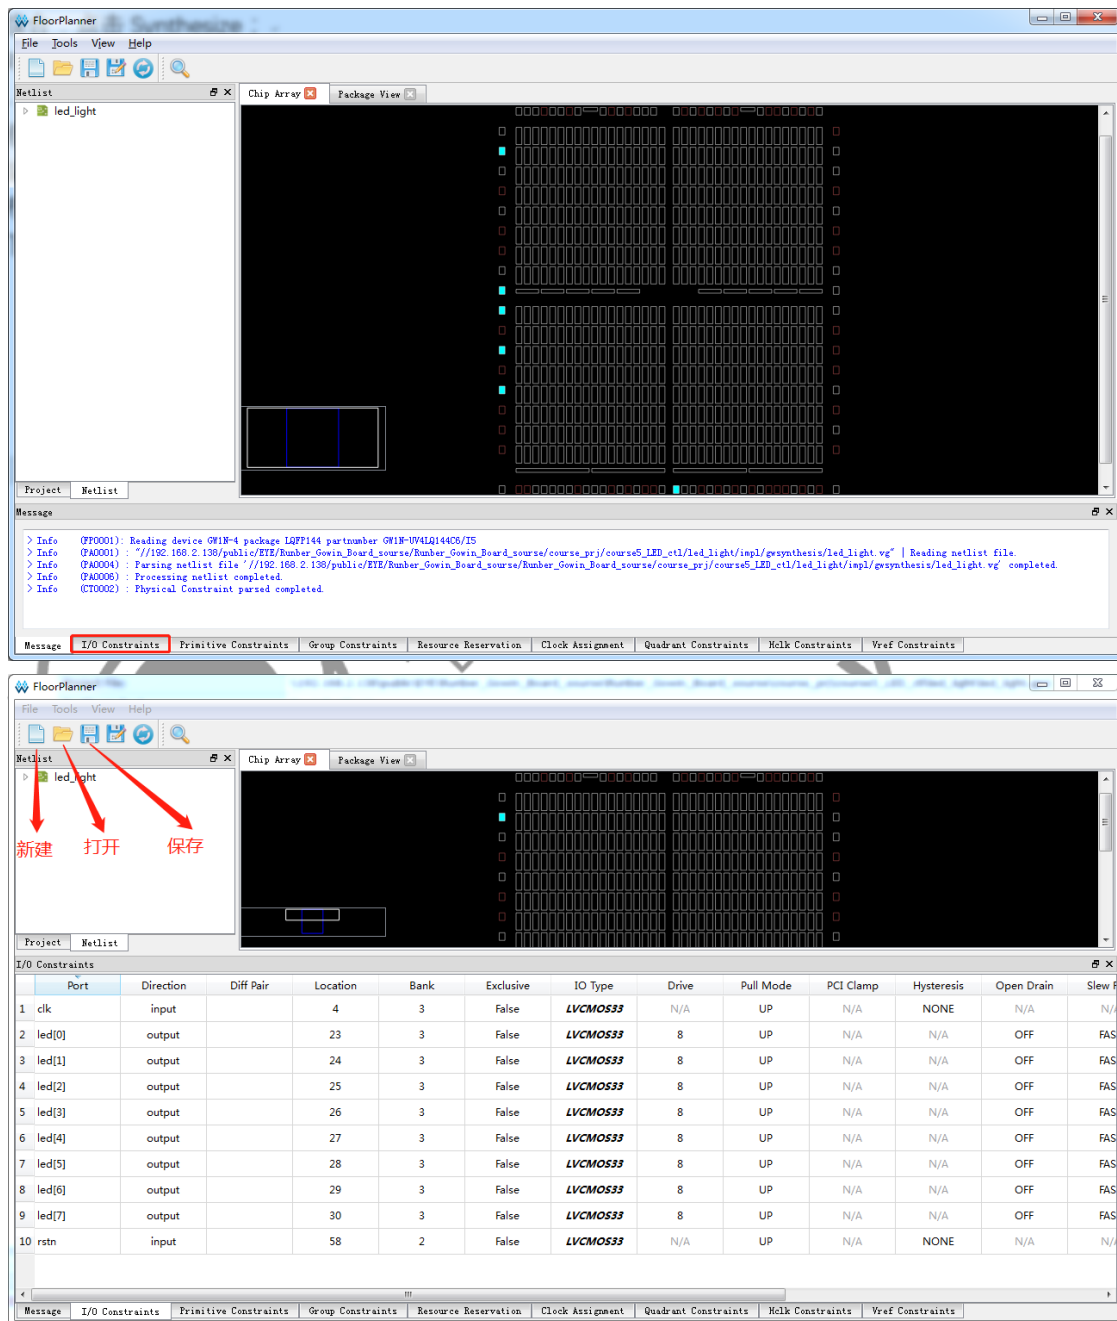 Synthesize
FloorPlanner
File Tools View Help
Netlist
Chip Array Package View
led_light
Project Netlist
Message
> Info (FP0001): Reading device GW1N-4 package LQFP144 partnumber GW1N-UV4LQ144C6/I5
> Info (PA0001) : "//192.168.2.138/public/EYE/Runber_Gowin_Board_sourse/Runber_Gowin_Board_sourse/course_prj/course5_LED_ctl/led_light/impl/gwsynthesis/led_light.vg" | Reading netlist file.
> Info (PA0004) : Parsing netlist file '//192.168.2.138/public/EYE/Runber_Gowin_Board_sourse/Runber_Gowin_Board_sourse/course_prj/course5_LED_ctl/led_light/impl/gwsynthesis/led_light.vg' completed.
> Info (PA0006) : Processing netlist completed.
> Info (CT0002) : Physical Constraint parsed completed.
Message I/O Constraints Primitive Constraints Group Constraints Resource Reservation Clock Assignment Quadrant Constraints Hclk Constraints Vref Constraints
FloorPlanner
File Tools View Help
Netlist
Chip Array Package View
led_light
新建 打开 保存
Project Netlist
I/O Constraints
Port Direction Diff Pair Location Bank Exclusive IO Type Drive Pull Mode PCI Clamp Hysteresis Open Drain Slew
1 clk input 4 3 False LVCMOS33 N/A UP N/A NONE N/A N/
2 led[0] output 23 3 False LVCMOS33 8 UP N/A N/A OFF FAS
3 led[1] output 24 3 False LVCMOS33 8 UP N/A N/A OFF FAS
4 led[2] output 25 3 False LVCMOS33 8 UP N/A N/A OFF FAS
5 led[3] output 26 3 False LVCMOS33 8 UP N/A N/A OFF FAS
6 led[4] output 27 3 False LVCMOS33 8 UP N/A N/A OFF FAS
7 led[5] output 28 3 False LVCMOS33 8 UP N/A N/A OFF FAS
8 led[6] output 29 3 False LVCMOS33 8 UP N/A N/A OFF FAS
9 led[7] output 30 3 False LVCMOS33 8 UP N/A N/A OFF FAS
10 rstn input 58 2 False LVCMOS33 N/A UP N/A NONE N/A N/
Message I/O Constraints Primitive Constraints Group Constraints Resource Reservation Clock Assignment Quadrant Constraints Hclk Constraints Vref Constraints